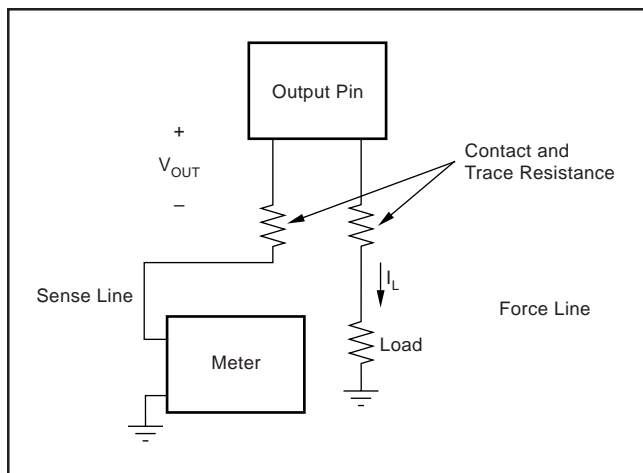 Output Pin
+
V_OUT
–
Contact and
Trace Resistance
Sense Line
I_L
Force Line
Load
Meter